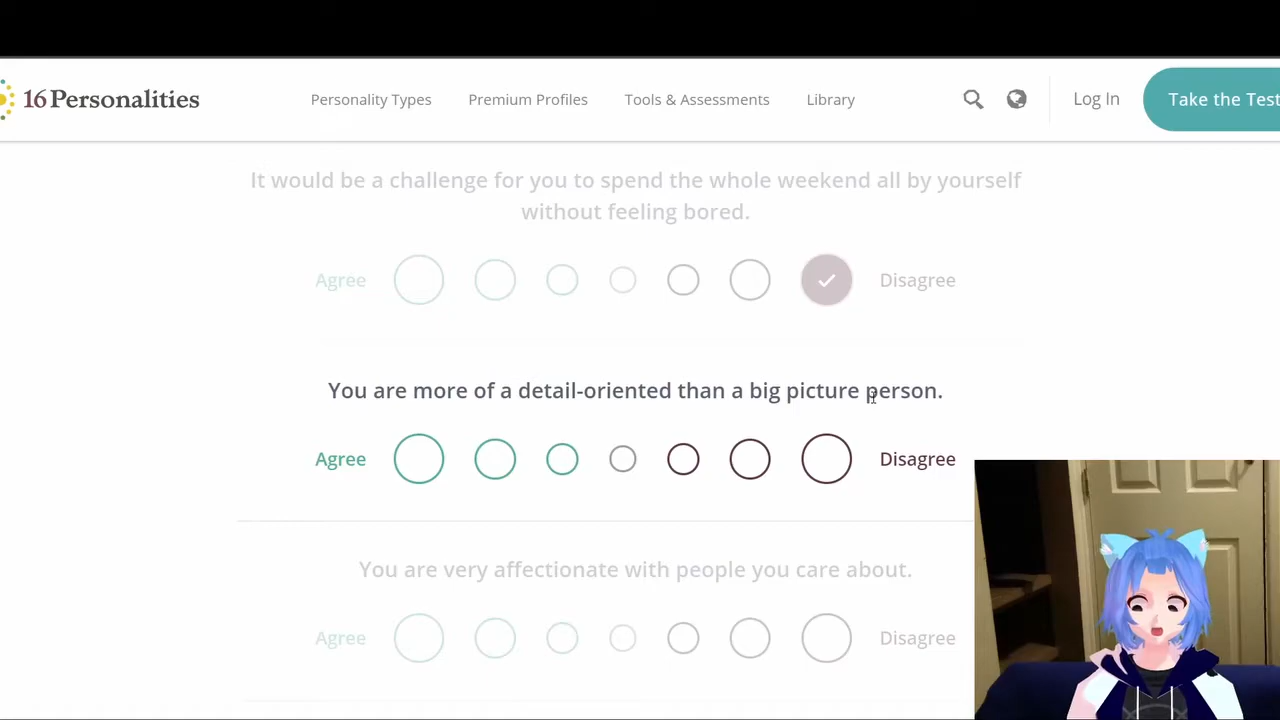 16Personalities
Personality Types
Premium Profiles
Tools & Assessments
Library
Log In
Take the Test
It would be a challenge for you to spend the whole weekend all by yourself
without feeling bored.
Agree
Disagree
You are more of a detail-oriented than a big picture person.
Agree
Disagree
You are very affectionate with people you care about.
Agree
Disagree